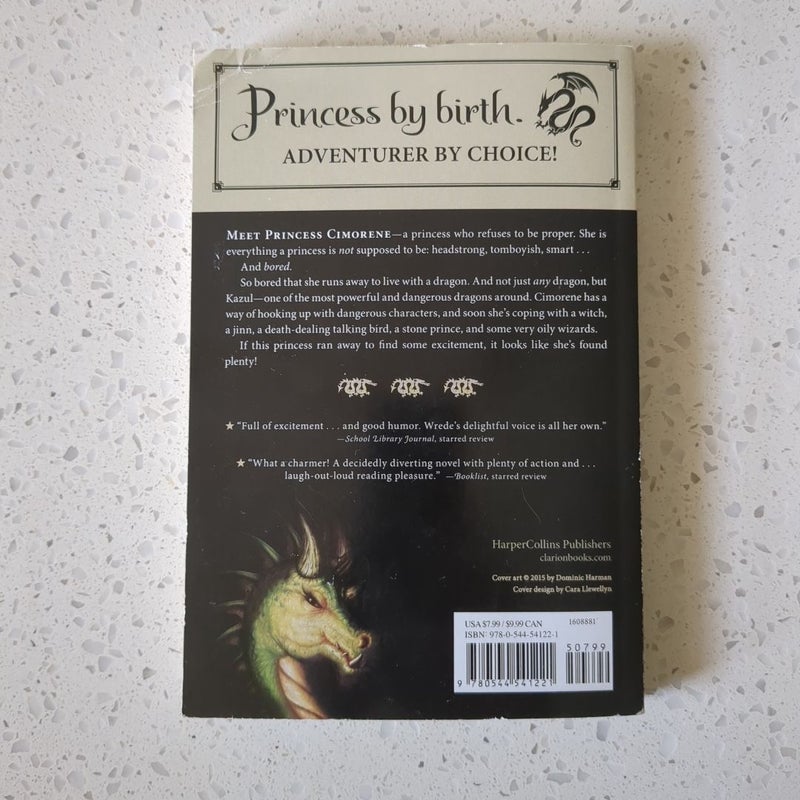 Princess by birth.
ADVENTURER BY CHOICE!
MEET PRINCESS CIMORENE—a princess who refuses to be proper. She is
everything a princess is not supposed to be: headstrong, tomboyish, smart . . .
And bored.
So bored that she runs away to live with a dragon. And not just any dragon, but
Kazul—one of the most powerful and dangerous dragons around. Cimorene has a
way of hooking up with dangerous characters, and soon she's coping with a witch,
a jinn, a death-dealing talking bird, a stone prince, and some very oily wizards.
If this princess ran away to find some excitement, it looks like she's found
plenty!
★ “Full of excitement . . . and good humor. Wrede's delightful voice is all her own.”
—School Library Journal, starred review
★ “What a charmer! A decidedly diverting novel with plenty of action and . . .
laugh-out-loud reading pleasure.” —Booklist, starred review
HarperCollins Publishers
clarionbooks.com
Cover art © 2015 by Dominic Harman
Cover design by Cara Llewellyn
USA $7.99 / $9.99 CAN 1608881
ISBN: 978-0-544-54122-1
50799
9 780544 541221